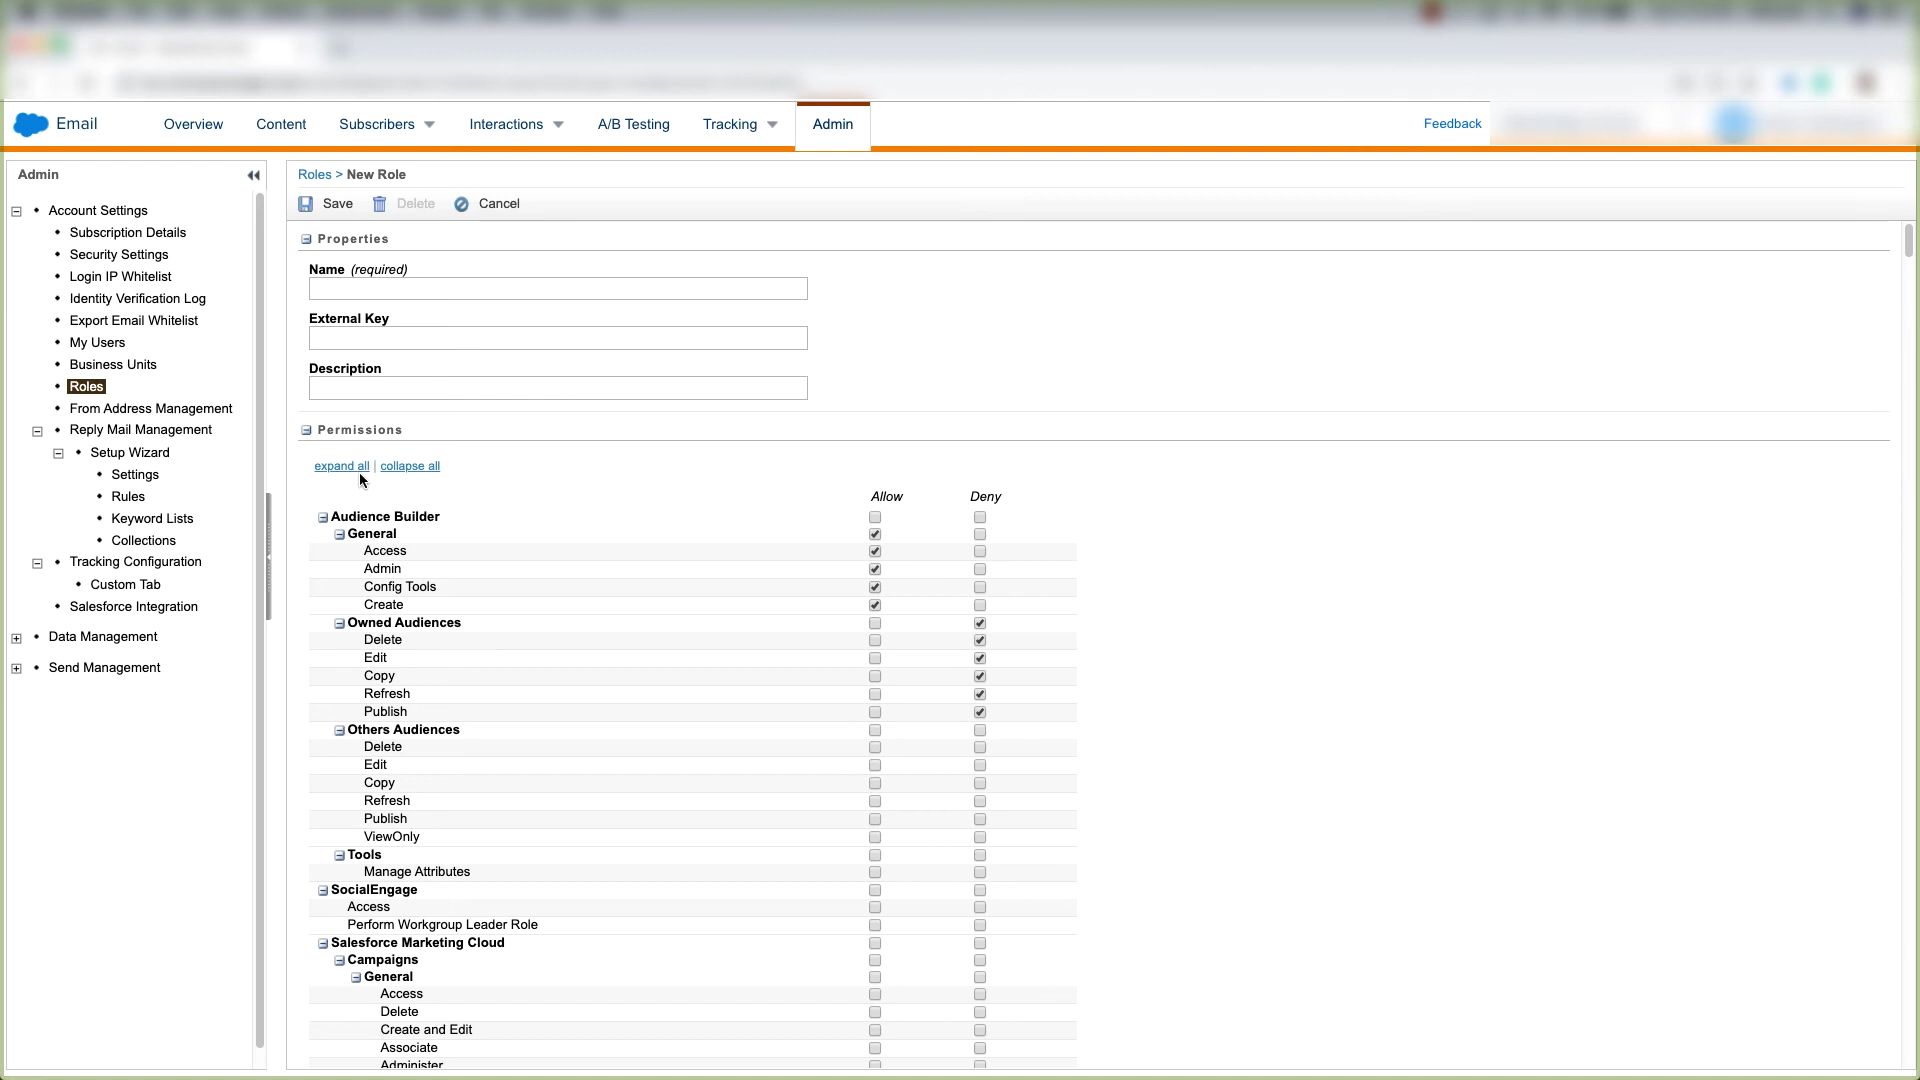 Email
Overview
Content
Subscribers
Interactions
A/B Testing
Tracking
Admin
Feedback
Admin
Account Settings
Subscription Details
Security Settings
Login IP Whitelist
Identity Verification Log
Export Email Whitelist
My Users
Business Units
Roles
From Address Management
Reply Mail Management
Setup Wizard
Settings
Rules
Keyword Lists
Collections
Tracking Configuration
Custom Tab
Salesforce Integration
Data Management
Send Management
Roles > New Role
Save
Delete
Cancel
Properties
Name (required)
External Key
Description
Permissions
expand all | collapse all
Allow Deny
Audience Builder
General
Access
Admin
Config Tools
Create
Owned Audiences
Delete
Edit
Copy
Refresh
Publish
Others Audiences
Delete
Edit
Copy
Refresh
Publish
ViewOnly
Tools
Manage Attributes
SocialEngage
Access
Perform Workgroup Leader Role
Salesforce Marketing Cloud
Campaigns
General
Access
Delete
Create and Edit
Associate
Administer